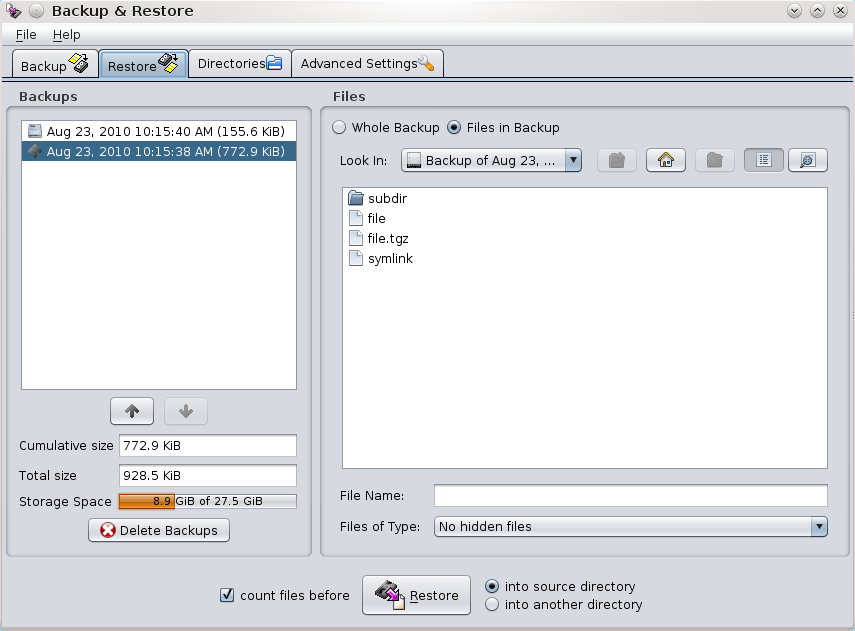 Backup & Restore
File Help
Backup Restore Directories Advanced Settings
Backups
Aug 23, 2010 10:15:40 AM (155.6 KiB)
Aug 23, 2010 10:15:38 AM (772.9 KiB)
Cumulative size 772.9 KiB
Total size 928.5 KiB
Storage Space 8.9 GiB of 27.5 GiB
Delete Backups
Files
Whole Backup Files in Backup
Look In: Backup of Aug 23, ...
subdir
file
file.tgz
symlink
File Name:
Files of Type: No hidden files
count files before Restore
into source directory
into another directory